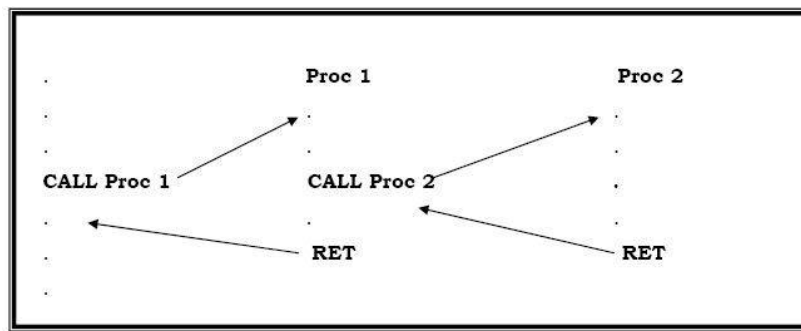 . Proc 1 Proc 2
. . .
. . .
CALL Proc 1 CALL Proc 2 .
. . .
. RET RET
.